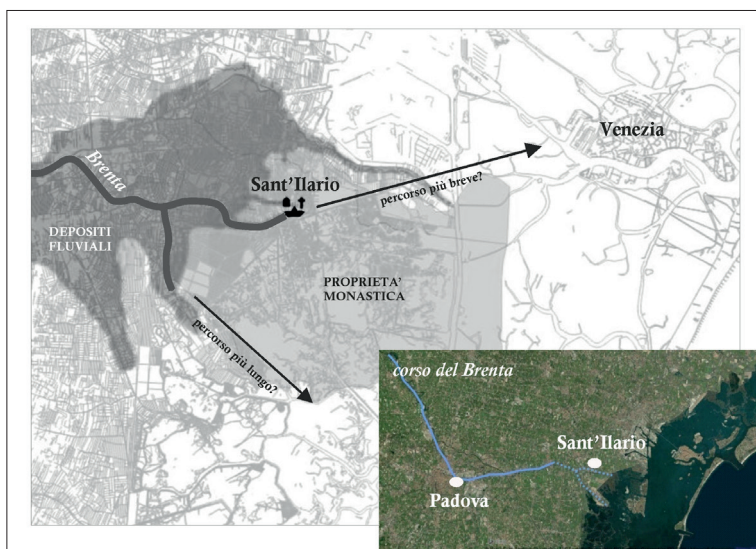 Venezia
Brenta
Sant'Ilario
percorso più breve?
DEPOSITI
FLUVIALI
PROPRIETA'
MONASTICA
percorso più lungo?
corso del Brenta
Sant'Ilario
Padova